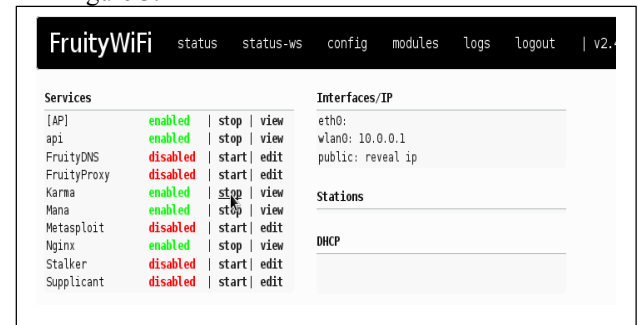 FruityWiFi status status-ws config modules logs logout | v2.
Services
[AP] enabled | stop | view
api enabled | stop | view
FruityDNS disabled | start| edit
FruityProxy disabled | start| edit
Karma enabled | stop | view
Mana enabled | stop | view
Metasploit disabled | start| edit
Nginx enabled | stop | view
Stalker disabled | start| edit
Supplicant disabled | start| edit
Interfaces/IP
eth0:
wlan0: 10.0.0.1
public: reveal ip
Stations
DHCP